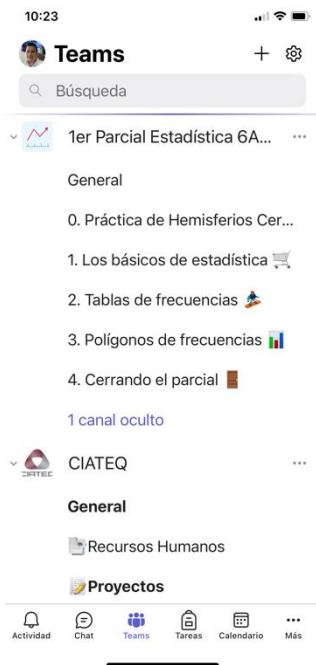 10:23
Teams
Búsqueda
1er Parcial Estadística 6A...
General
0. Práctica de Hemisferios Cer...
1. Los básicos de estadística 🛒
2. Tablas de frecuencias 🏂
3. Polígonos de frecuencias 📊
4. Cerrando el parcial 🚪
1 canal oculto
CIATEQ
CIATEQ
General
📑Recursos Humanos
📝Proyectos
Actividad Chat Teams Tareas Calendario Más